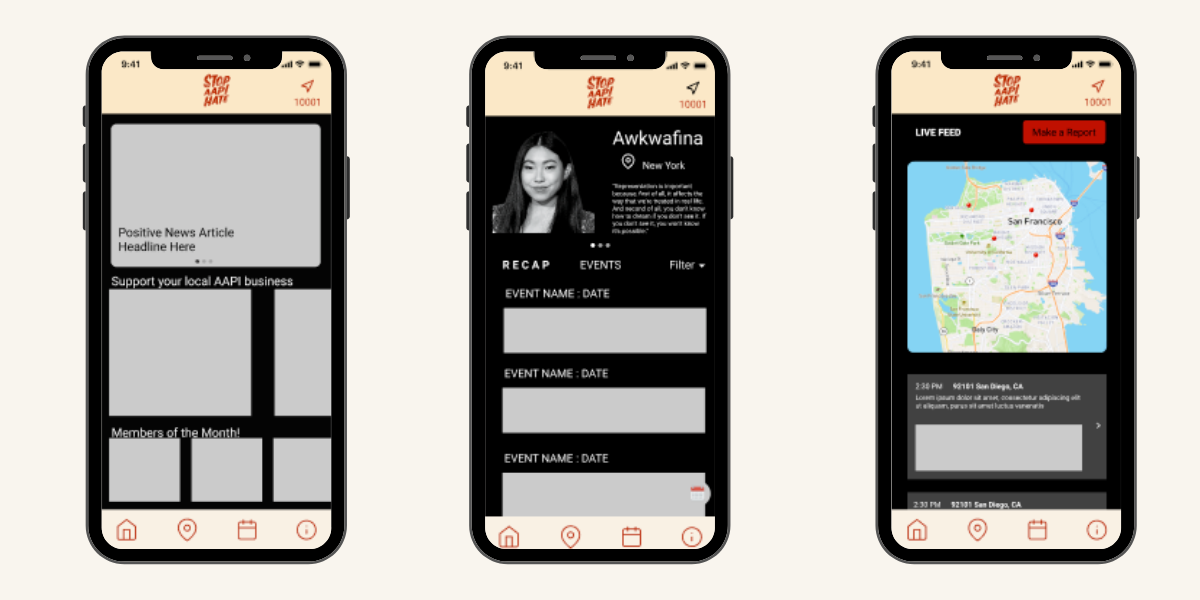 9:41
STOP
AAPI
HATE
10001
Positive News Article
Headline Here
Support your local AAPI business
Members of the Month!
9:41
STOP
AAPI
HATE
10001
Awkwafina
New York
"Representation is important
because first of all, it affects the
way that we're treated in real life.
And second of all, you don't know
how to dream if you don't see it. If
you don't see it, you won't know
it's possible."
RECAP
EVENTS
Filter
EVENT NAME : DATE
EVENT NAME : DATE
EVENT NAME : DATE
9:41
STOP
AAPI
HATE
10001
LIVE FEED
Make a Report
San Francisco
Daly City
2:30 PM 92101 San Diego, CA
Lorem ipsum dolor sit amet, consectetur adipiscing elit
ut aliquam, purus sit amet luctus venenatis
2:30 PM 92101 San Diego, CA